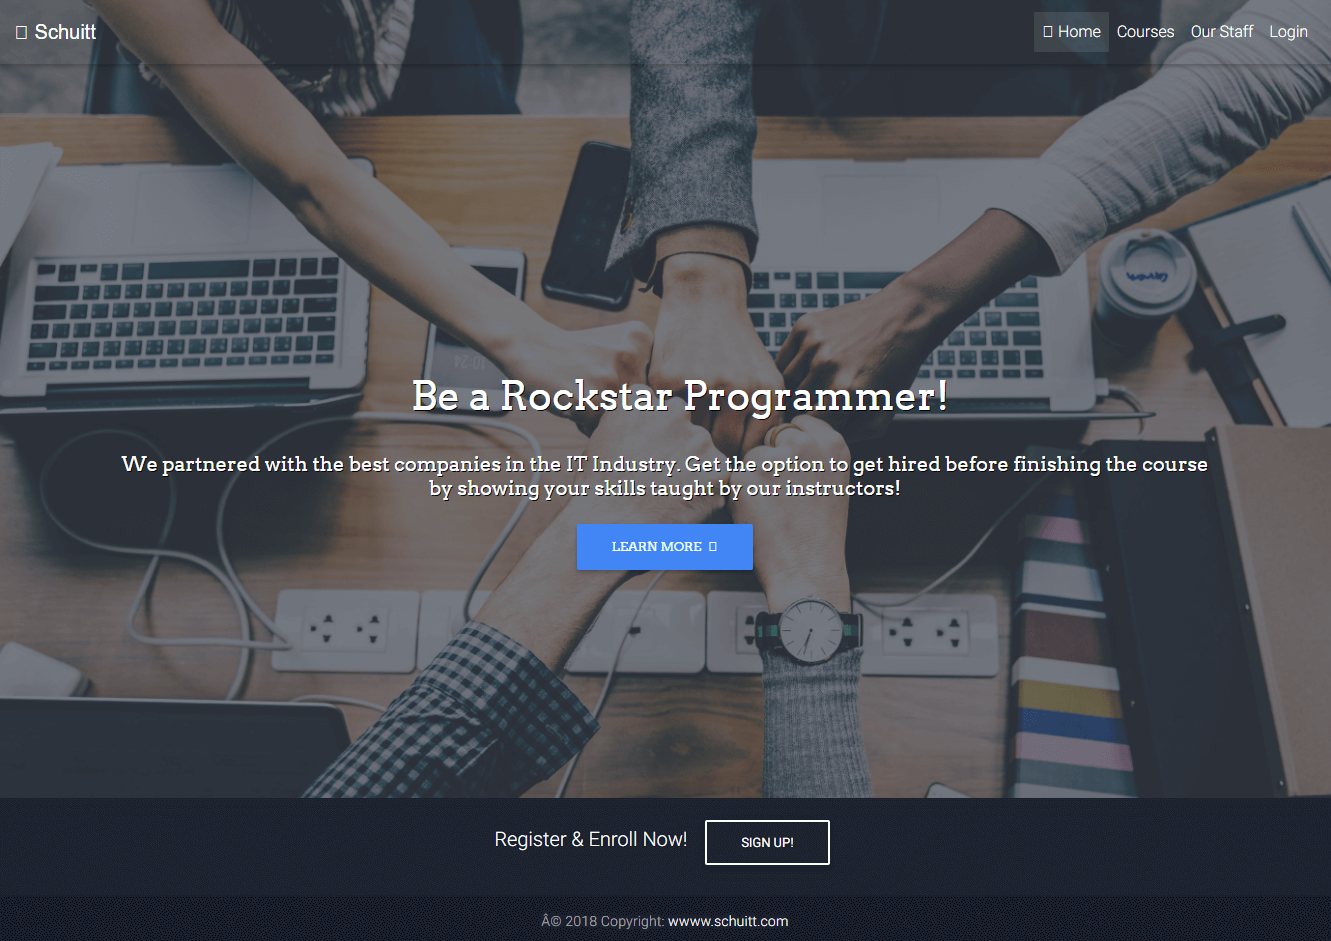 Schuitt
Home Courses Our Staff Login
Be a Rockstar Programmer!
We partnered with the best companies in the IT Industry. Get the option to get hired before finishing the course
by showing your skills taught by our instructors!
LEARN MORE
Register & Enroll Now! SIGN UP!
Â© 2018 Copyright: wwww.schuitt.com